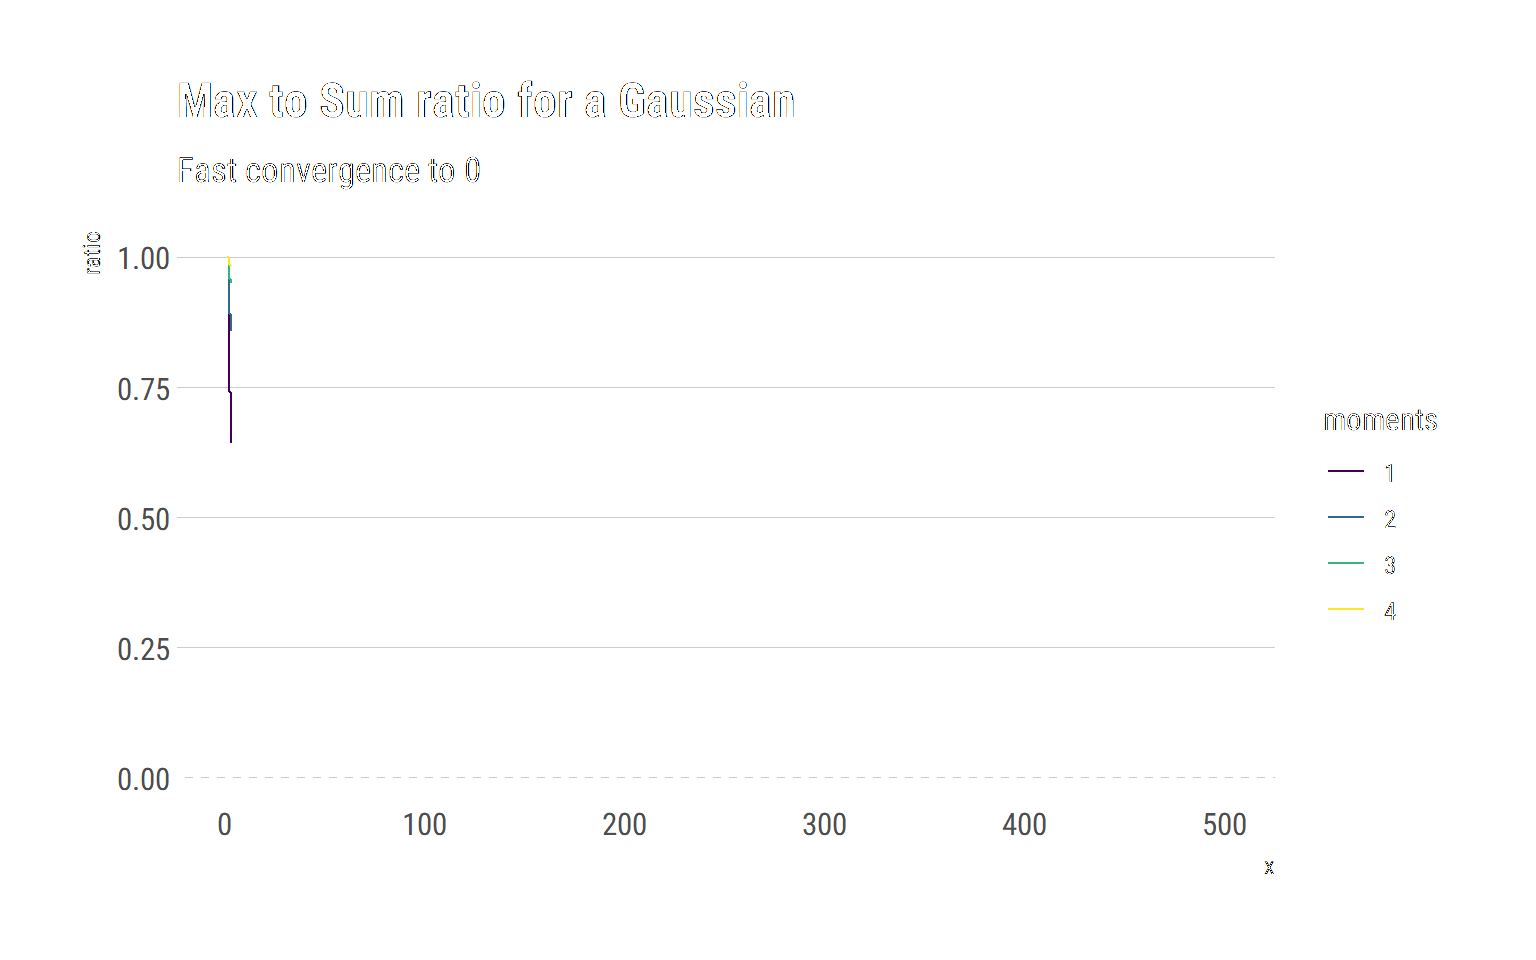 Max to Sum ratio for a Gaussian
Fast convergence to 0
ratio
1.00
0.75
0.50
0.25
0.00
0 100 200 300 400 500
x
moments
1
2
3
4